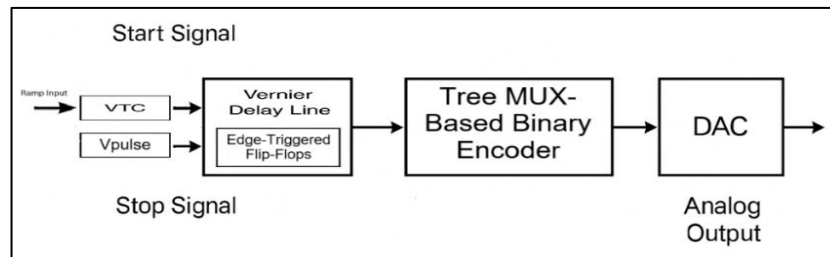 Start Signal
Ramp Input
VTC
Vpulse
Stop Signal
Vernier
Delay Line
Edge-Triggered
Flip-Flops
Tree MUX-
Based Binary
Encoder
DAC
Analog
Output